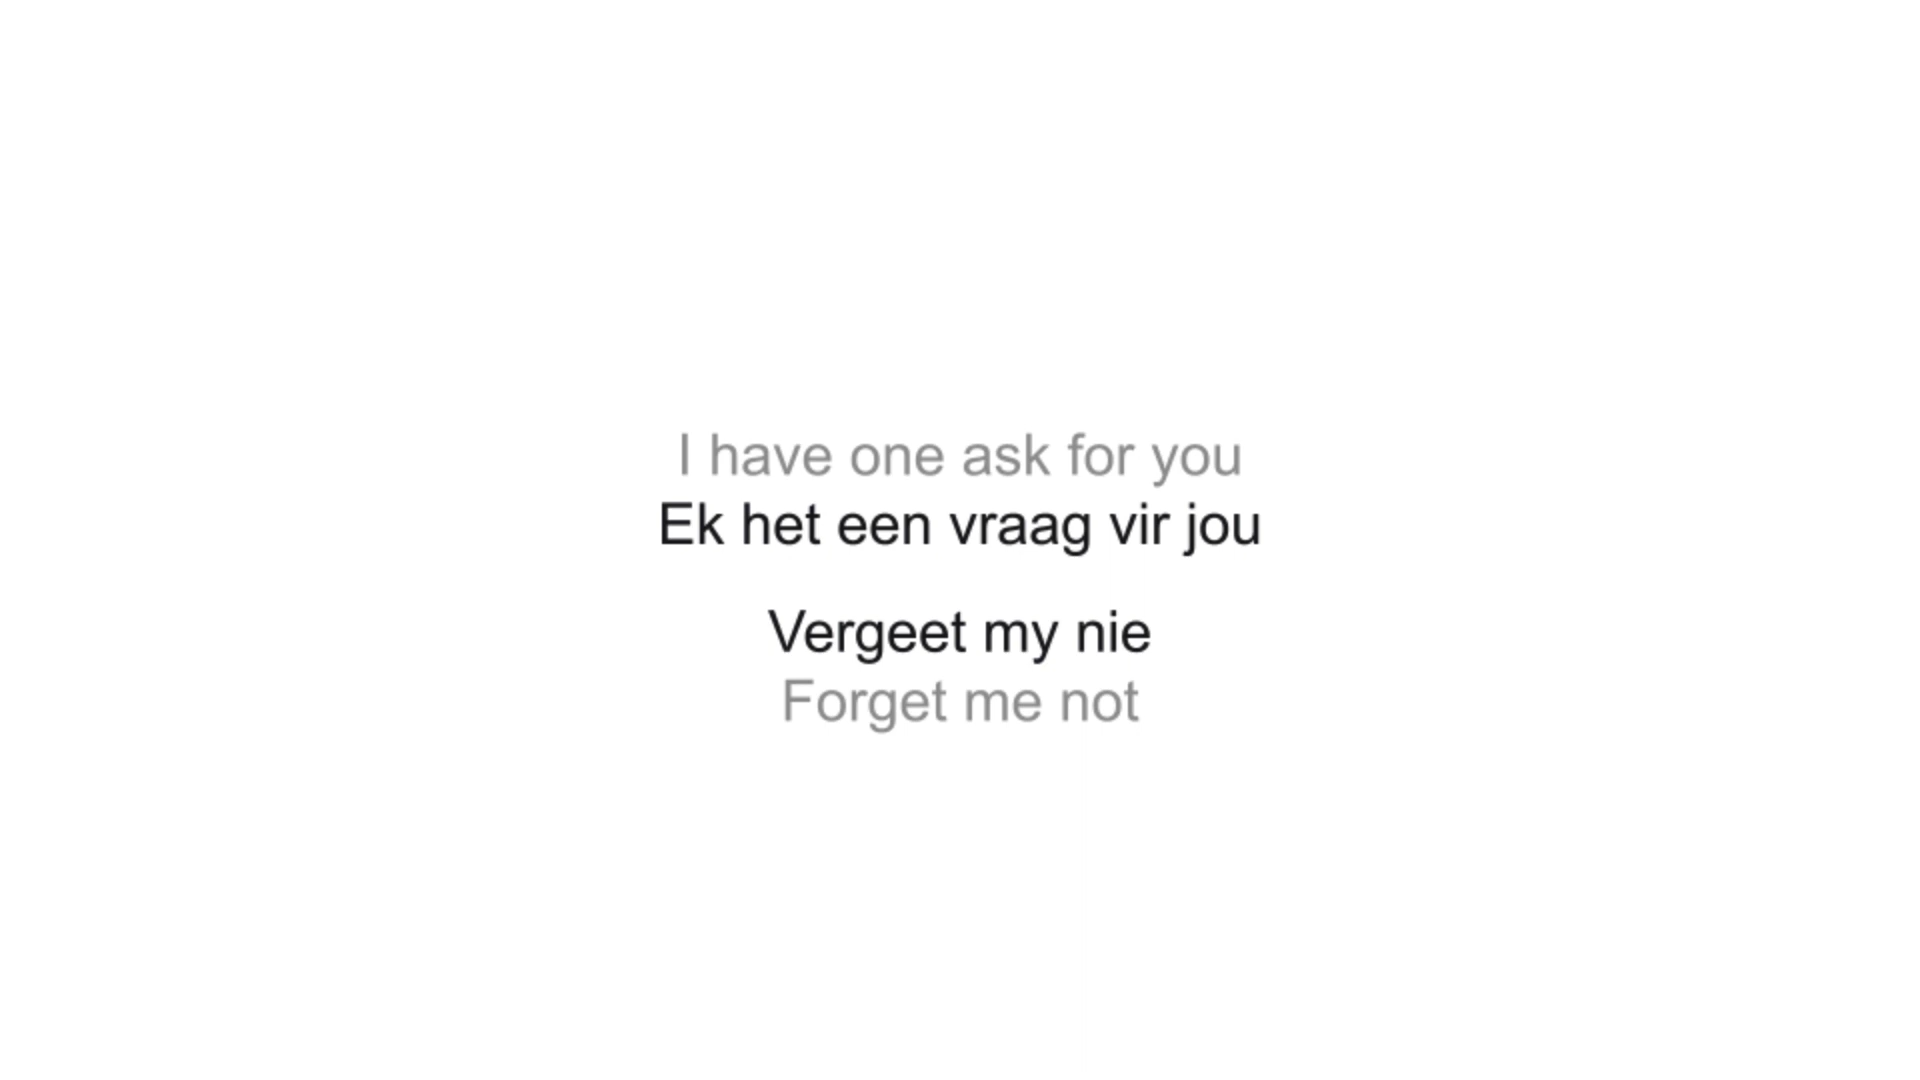 I have one ask for you
Ek het een vraag vir jou
Vergeet my nie
Forget me not